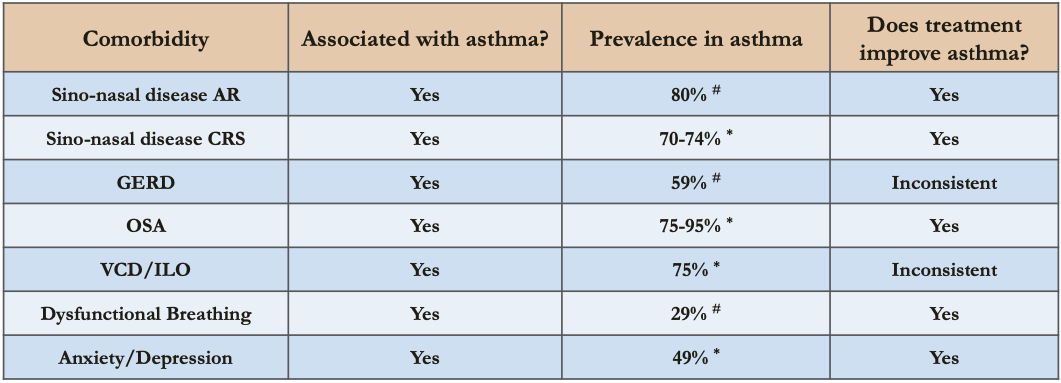 Comorbidity Associated with asthma? Prevalence in asthma Does treatment
improve asthma?
Sino-nasal disease AR Yes 80% # Yes
Sino-nasal disease CRS Yes 70-74% * Yes
GERD Yes 59% # Inconsistent
OSA Yes 75-95% * Yes
VCD/ILO Yes 75% * Inconsistent
Dysfunctional Breathing Yes 29% # Yes
Anxiety/Depression Yes 49% * Yes